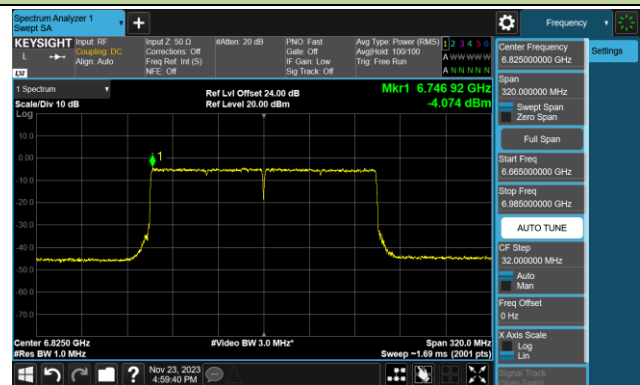 Spectrum Analyzer 1
Swept SA
Frequency
KEYSIGHT
L
LXI
Input: RF
Coupling: DC
Align: Auto
Input Z: 50 Ω
Corrections: Off
Freq Ref: Int (S)
NFE: Off
#Atten: 20 dB
PNO: Fast
Gate: Off
IF Gain: Low
Sig Track: Off
Avg Type: Power (RMS)
Avg|Hold: 100/100
Trig: Free Run
1 2 3 4 5 6
A W W W W W
A N N N N N
Center Frequency
6.825000000 GHz
Settings
Span
320.000000 MHz
Swept Span
Zero Span
Full Span
Start Freq
6.665000000 GHz
Stop Freq
6.985000000 GHz
AUTO TUNE
CF Step
32.000000 MHz
Auto
Man
Freq Offset
0 Hz
X Axis Scale
Log
Lin
Signal Track
(Span Zoom)
1 Spectrum
Scale/Div 10 dB
Log
Ref Lvl Offset 24.00 dB
Ref Level 20.00 dBm
Mkr1 6.746 92 GHz
-4.074 dBm
1
10.0
0.00
-10.0
-20.0
-30.0
-40.0
-50.0
-60.0
-70.0
Center 6.8250 GHz
#Res BW 1.0 MHz
#Video BW 3.0 MHz*
Span 320.0 MHz
Sweep ~1.69 ms (2001 pts)
?
Nov 23, 2023
4:59:40 PM